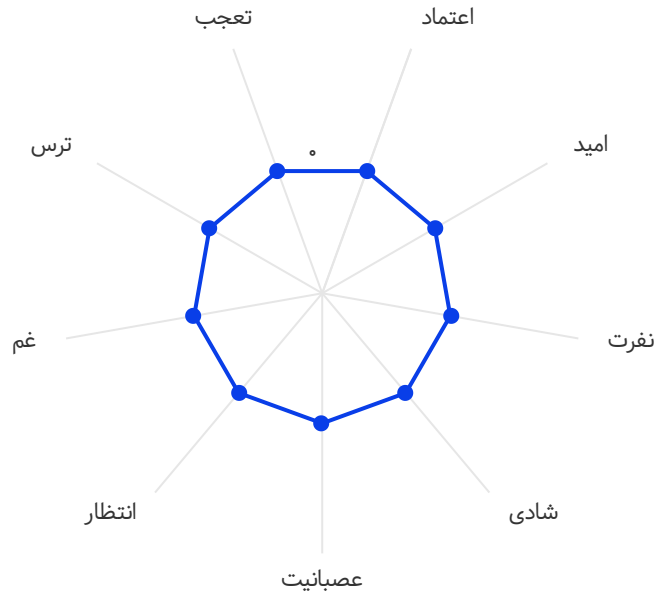 تعجب
اعتماد
ترس
۰
امید
غم
نفرت
انتظار
شادی
عصبانیت